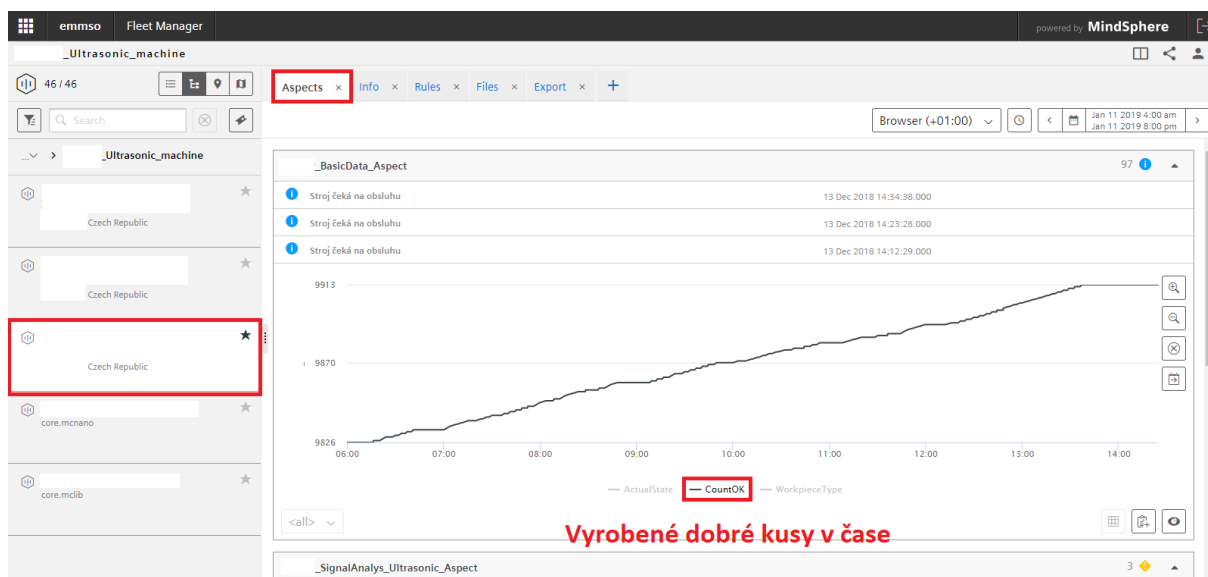 emmso Fleet Manager powered by MindSphere
_Ultrasonic_machine
46 / 46
Aspects × Info × Rules × Files × Export × +
Search
Browser (+01:00)
Jan 11 2019 4:00 am
Jan 11 2019 8:00 pm
... > _Ultrasonic_machine
_BasicData_Aspect 97
Stroj čeká na obsluhu 13 Dec 2018 14:34:38.000
Stroj čeká na obsluhu 13 Dec 2018 14:23:28.000
Stroj čeká na obsluhu 13 Dec 2018 14:12:29.000
Czech Republic
Czech Republic
Czech Republic
core.mcnano
core.mclib
9913
9870
9826
06:00 07:00 08:00 09:00 10:00 11:00 12:00 13:00 14:00
ActualState CountOK WorkpieceType
<all>
Vyrobené dobré kusy v čase
_SignalAnalys_Ultrasonic_Aspect 3